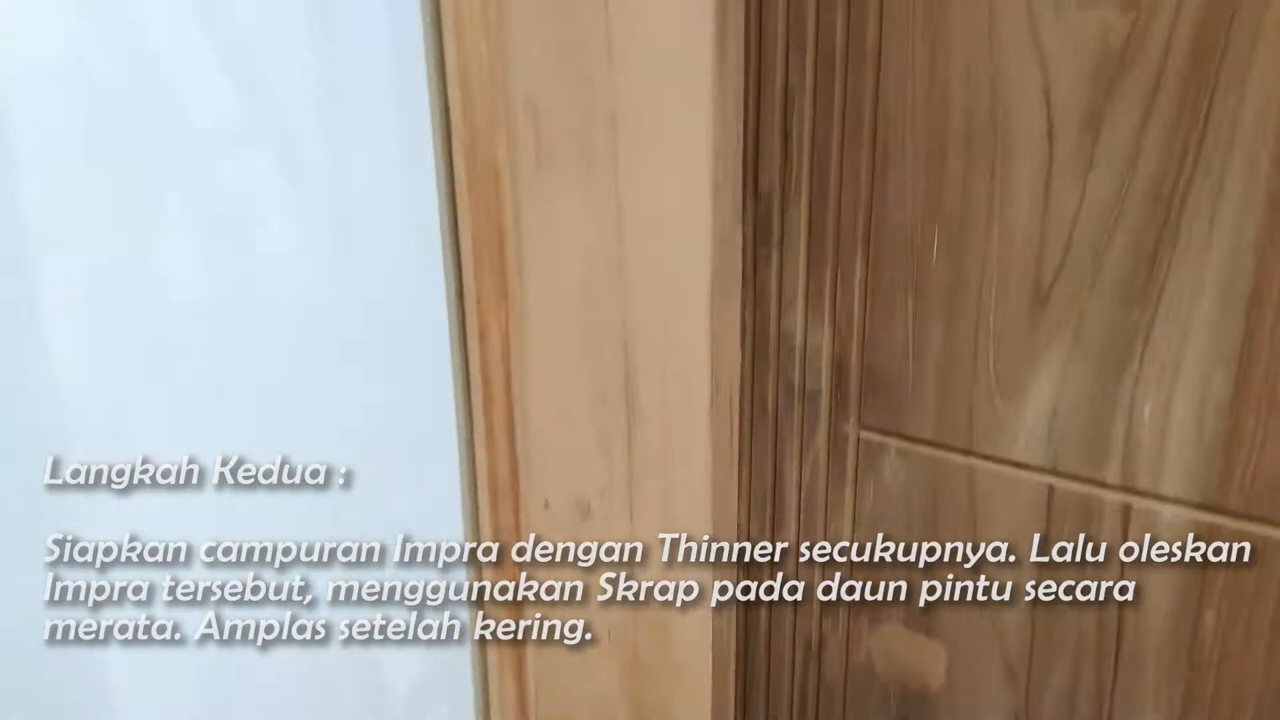 Langkah Kedua :
Siapkan campuran Impra dengan Thinner secukupnya. Lalu oleskan
Impra tersebut, menggunakan Skrap pada daun pintu secara
merata. Amplas setelah kering.